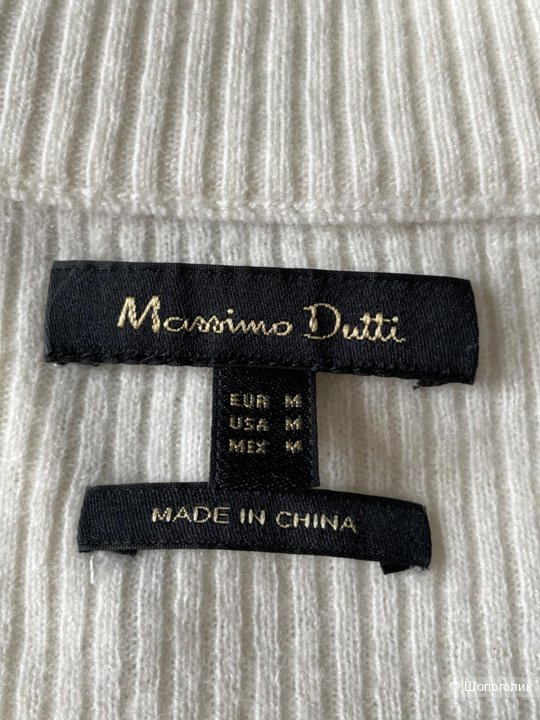 Massimo Dutti
EUR M
USA M
MEX M
MADE IN CHINA
© Шопоголик